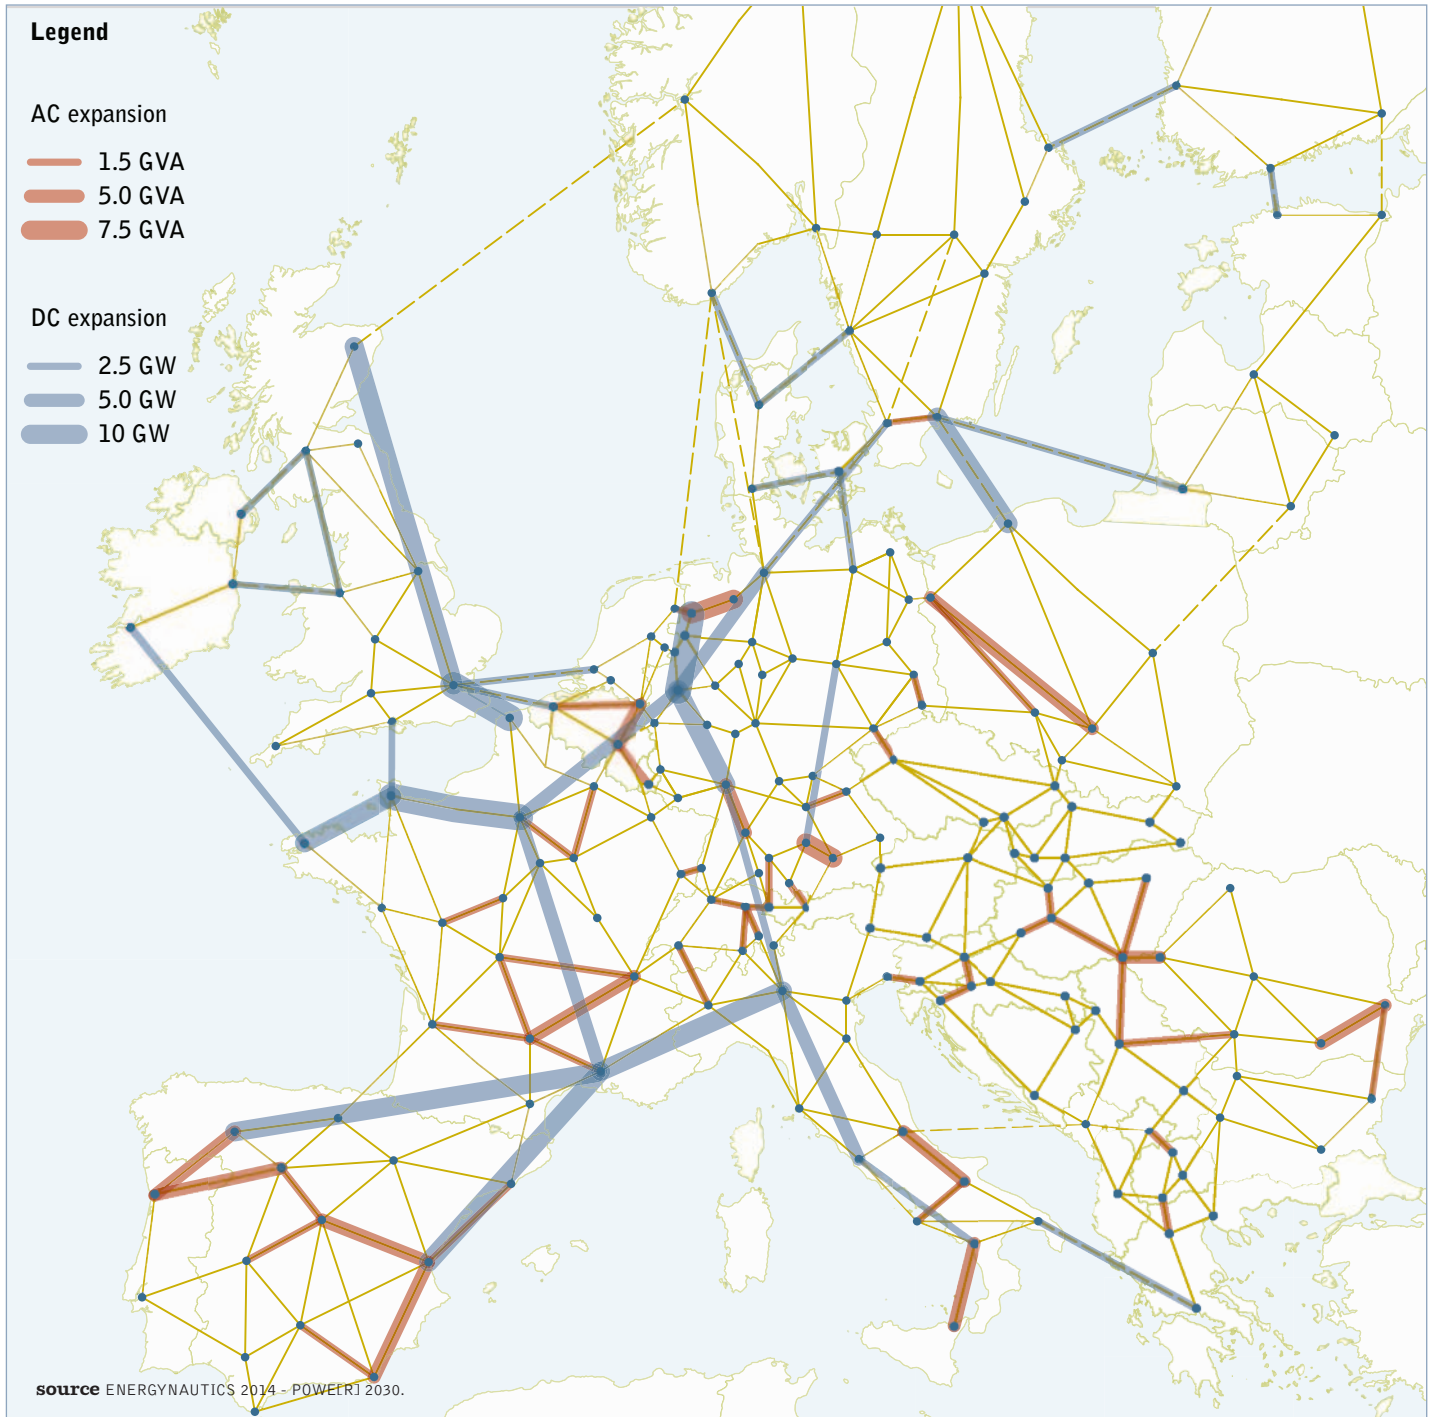 Legend
AC expansion
1.5 GVA
5.0 GVA
7.5 GVA
DC expansion
2.5 GW
5.0 GW
10 GW
source ENERGYNAUTICS 2014 - POWE[R] 2030.